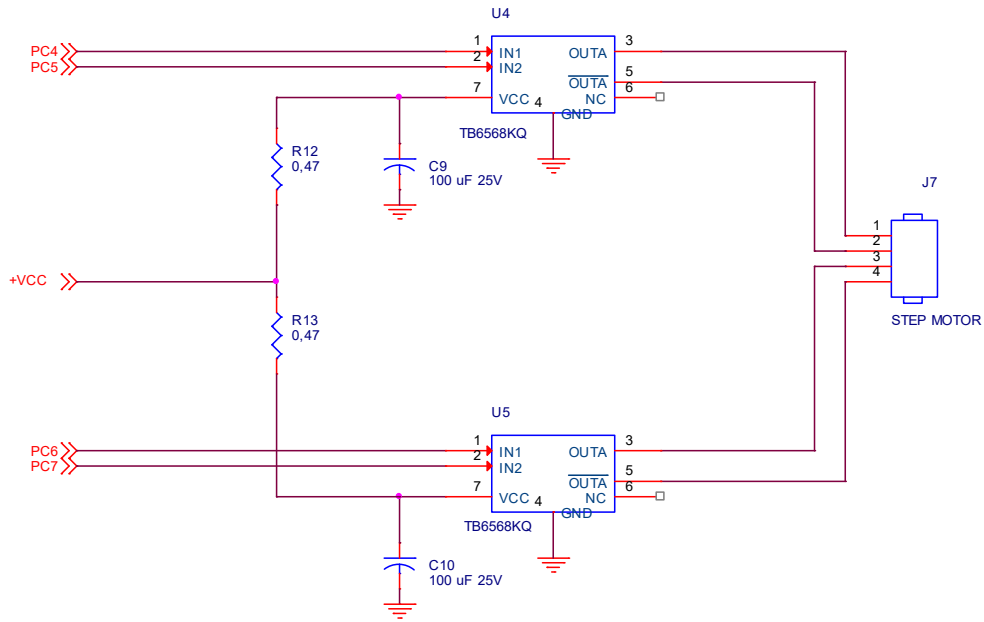 U4
PC4
PC5
1
2
7
IN1
IN2
VCC
4
GND
OUTA
OUTA
NC
3
5
6
TB6568KQ
R12
0,47
C9
100 uF 25V
+VCC
R13
0,47
J7
1
2
3
4
STEP MOTOR
U5
PC6
PC7
1
2
7
IN1
IN2
VCC
4
GND
OUTA
OUTA
NC
3
5
6
TB6568KQ
C10
100 uF 25V